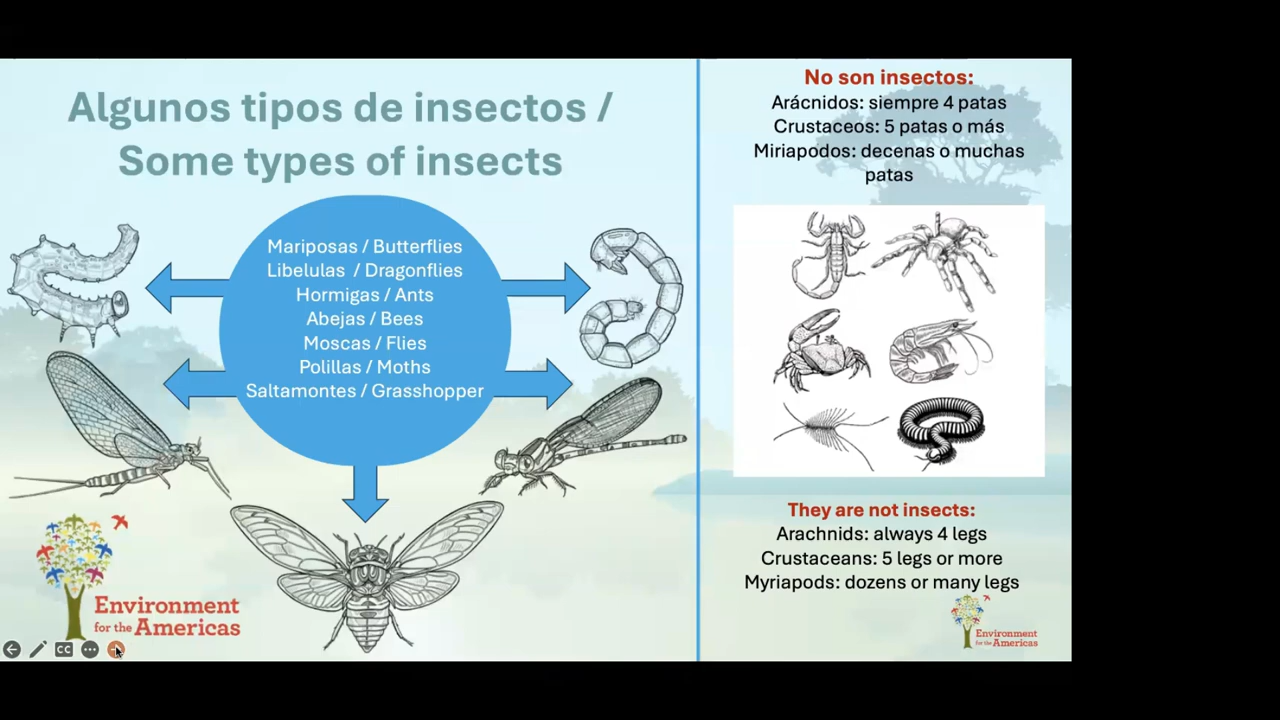 Algunos tipos de insectos /
Some types of insects
Mariposas / Butterflies
Libelulas / Dragonflies
Hormigas / Ants
Abejas / Bees
Moscas / Flies
Polillas / Moths
Saltamontes / Grasshopper
Environment
for the Americas
CC
No son insectos:
Arácnidos: siempre 4 patas
Crustaceos: 5 patas o más
Miriapodos: decenas o muchas
patas
They are not insects:
Arachnids: always 4 legs
Crustaceans: 5 legs or more
Myriapods: dozens or many legs
Environment
for the Americas